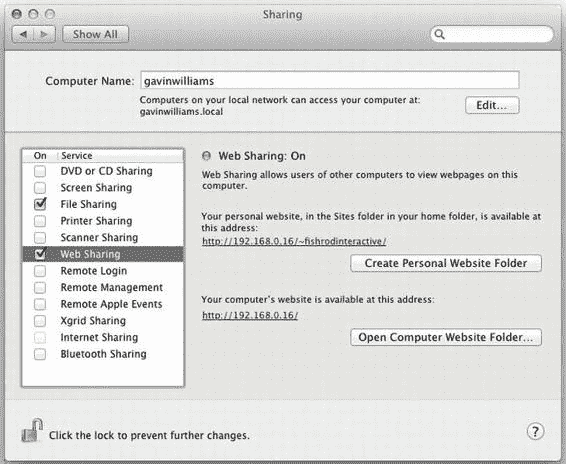 Sharing
Show All
Computer Name: gavinwilliams
Computers on your local network can access your computer at:
gavinwilliams.local
Edit...
On Service
DVD or CD Sharing
Screen Sharing
File Sharing
Printer Sharing
Scanner Sharing
Web Sharing
Remote Login
Remote Management
Remote Apple Events
Xgrid Sharing
Internet Sharing
Bluetooth Sharing
Web Sharing: On
Web Sharing allows users of other computers to view webpages on this
computer.
Your personal website, in the Sites folder in your home folder, is available at
this address:
http://192.168.0.16/~fishrodinteractive/
Create Personal Website Folder
Your computer's website is available at this address:
http://192.168.0.16/
Open Computer Website Folder...
Click the lock to prevent further changes.
?